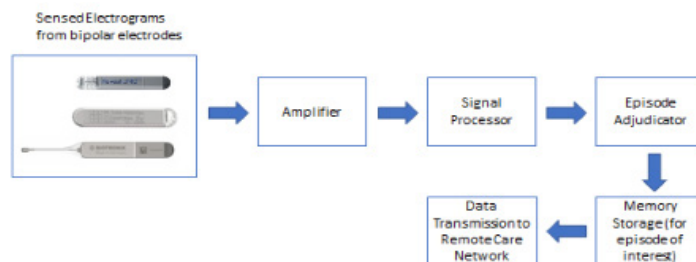 Sensed Electrograms
from bipolar electrodes
Amplifier
Signal
Processor
Episode
Adjudicator
Memory
Storage (for
episode of
interest)
Data
Transmission to
Remote Care
Network